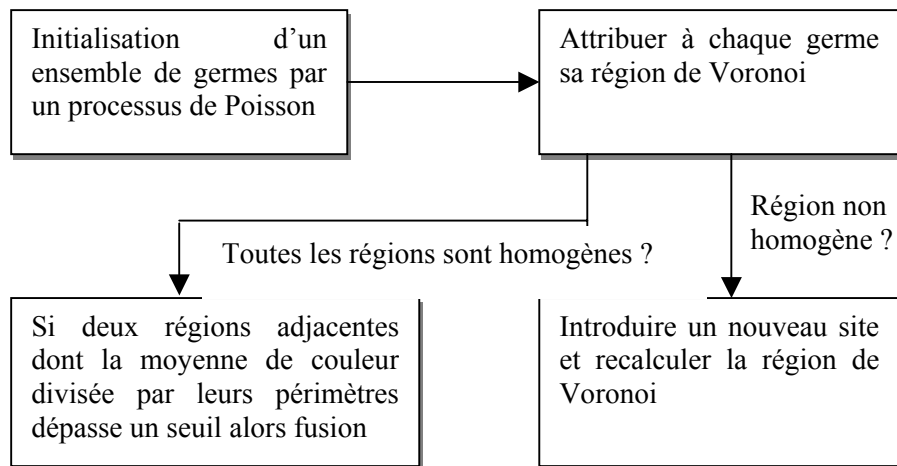 Initialisation d'un
ensemble de germes par
un processus de Poisson
Attribuer à chaque germe
sa région de Voronoi
Région non
homogène ?
Toutes les régions sont homogènes ?
Si deux régions adjacentes
dont la moyenne de couleur
divisée par leurs périmètres
dépasse un seuil alors fusion
Introduire un nouveau site
et recalculer la région de
Voronoi